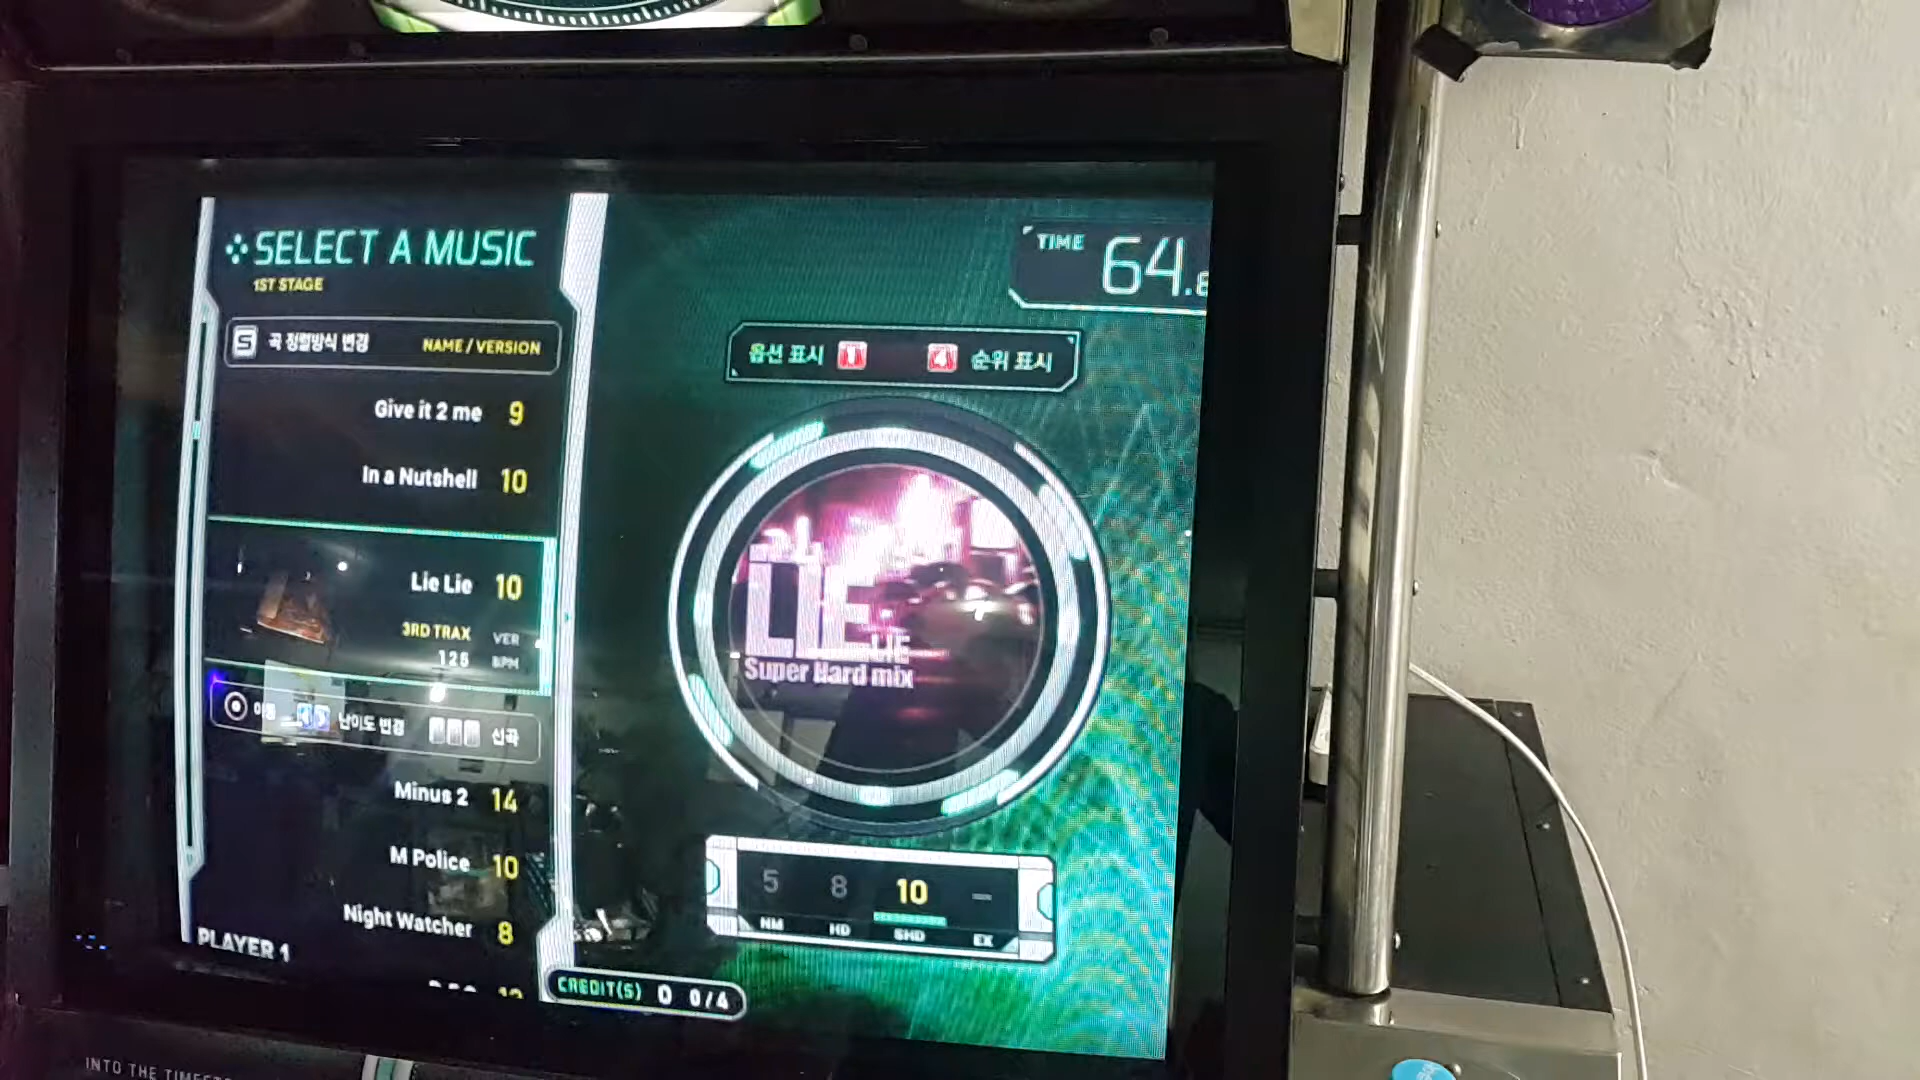 SELECT A MUSIC
1ST STAGE
TIME 64.
S 곡 정렬방식 변경 NAME / VERSION
옵션 표시 1 4 순위 표시
Give it 2 me 9
In a Nutshell 10
Lie Lie 10
3RD TRAX VER
125 BPM
LIE LIE
Super Hard mix
난이도 변경 선곡
Minus 2 14
M Police 10
Night Watcher 8
5 8 10 —
NM HD SHD EX
PLAYER 1
CREDIT(S) 0 0/4
INTO THE